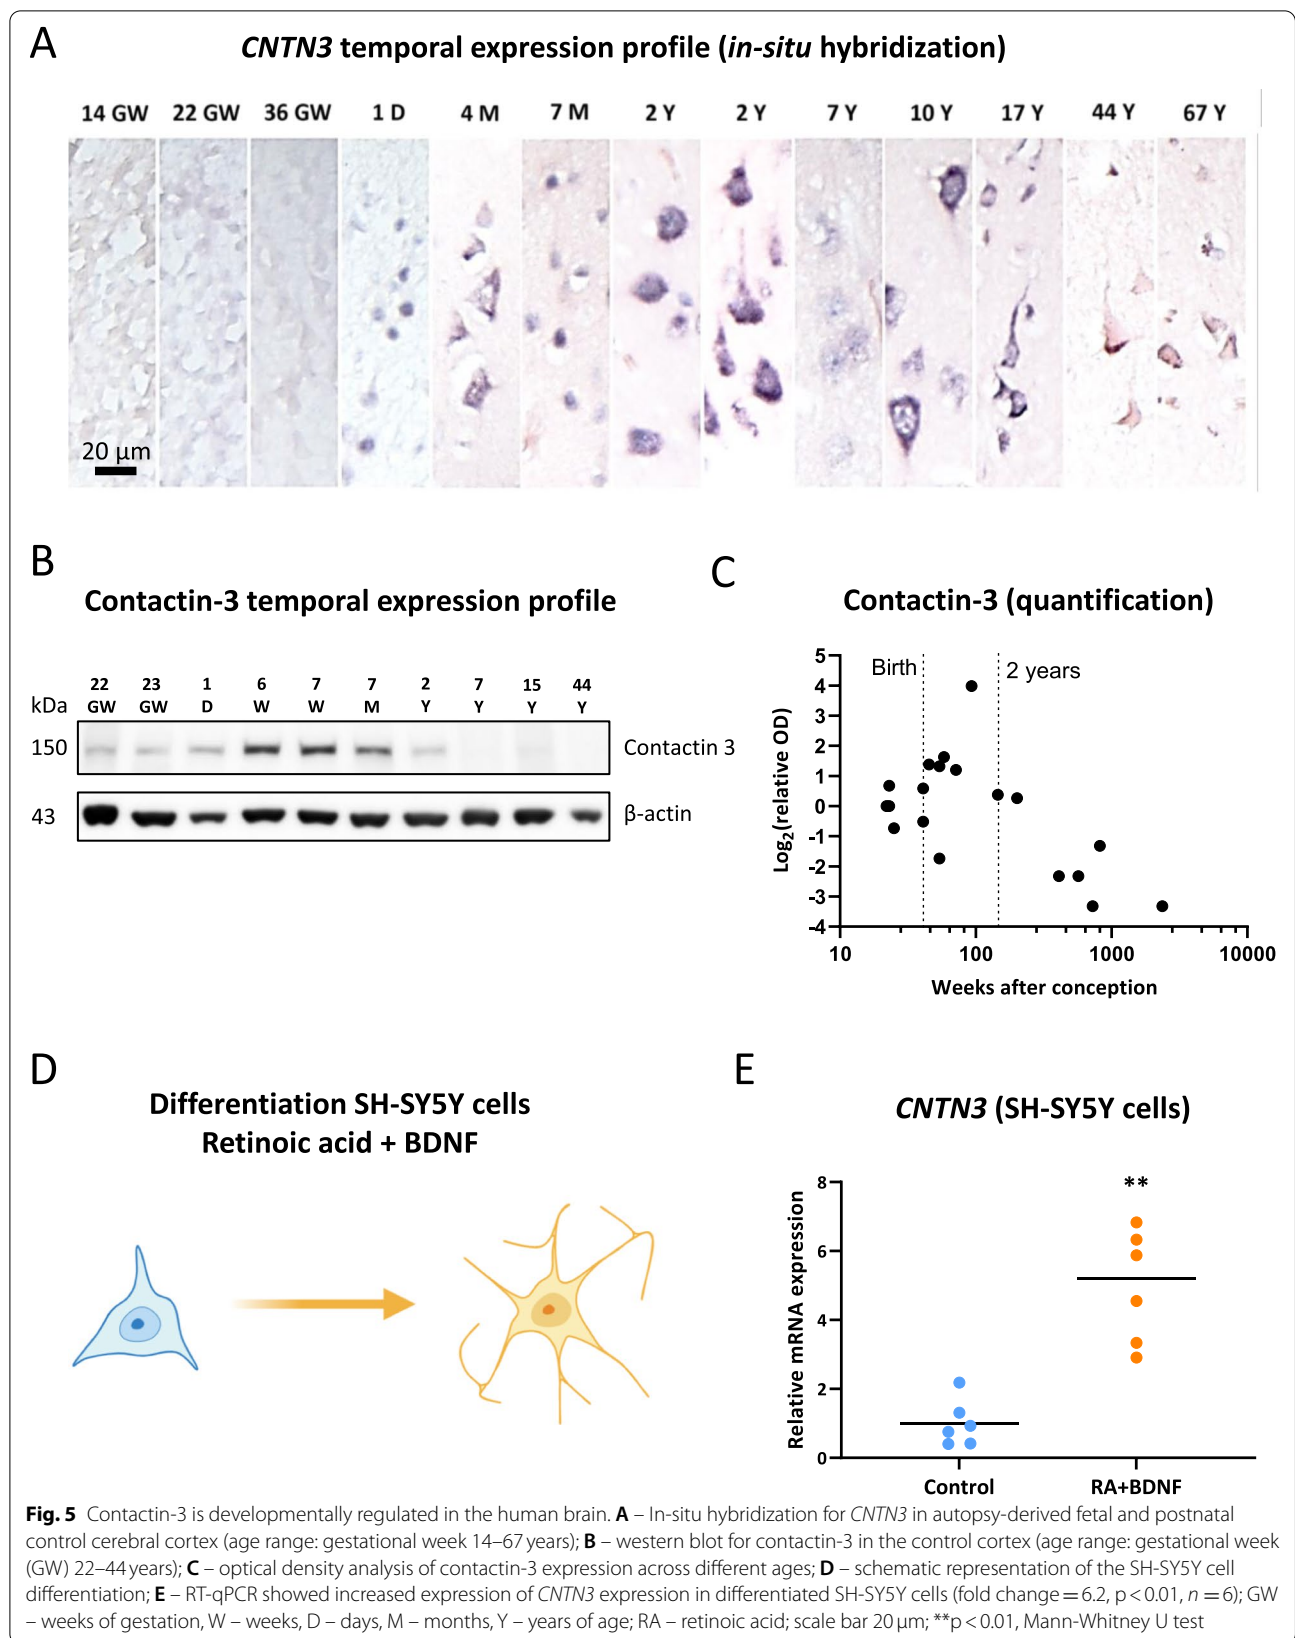 A
CNTN3 temporal expression profile (in-situ hybridization)
14 GW 22 GW 36 GW 1 D 4 M 7 M 2 Y 2 Y 7 Y 10 Y 17 Y 44 Y 67 Y
20 µm
B
Contactin-3 temporal expression profile
22 23 1 6 7 7 2 7 15 44
kDa GW GW D W W M Y Y Y Y
150 Contactin 3
43 β-actin
C
Contactin-3 (quantification)
Birth
2 years
Log2(relative OD)
5
4
3
2
1
0
-1
-2
-3
-4
10 100 1000 10000
Weeks after conception
D
Differentiation SH-SY5Y cells
Retinoic acid + BDNF
E
CNTN3 (SH-SY5Y cells)
Relative mRNA expression
8
6
4
2
0
**
Control RA+BDNF
Fig. 5 Contactin-3 is developmentally regulated in the human brain. A – In-situ hybridization for CNTN3 in autopsy-derived fetal and postnatal
control cerebral cortex (age range: gestational week 14–67 years); B – western blot for contactin-3 in the control cortex (age range: gestational week
(GW) 22–44 years); C – optical density analysis of contactin-3 expression across different ages; D – schematic representation of the SH-SY5Y cell
differentiation; E – RT-qPCR showed increased expression of CNTN3 expression in differentiated SH-SY5Y cells (fold change = 6.2, p < 0.01, n = 6); GW
– weeks of gestation, W – weeks, D – days, M – months, Y – years of age; RA – retinoic acid; scale bar 20 µm; **p < 0.01, Mann-Whitney U test